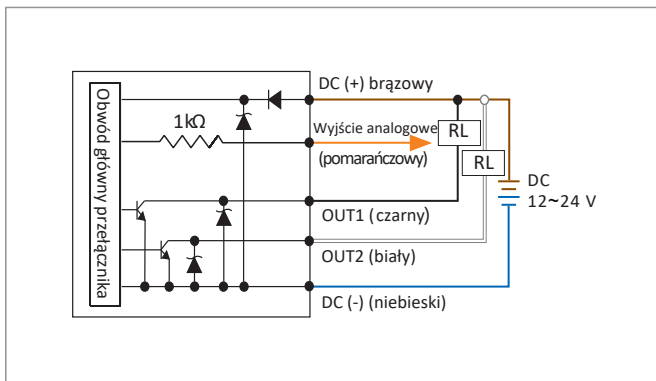 DC (+) brązowy
Obwód główny przełącznika
1kΩ
Wyjście analogowe
(pomarańczowy)
RL
RL
DC
12~24 V
OUT1 (czarny)
OUT2 (biały)
DC (-) (niebieski)